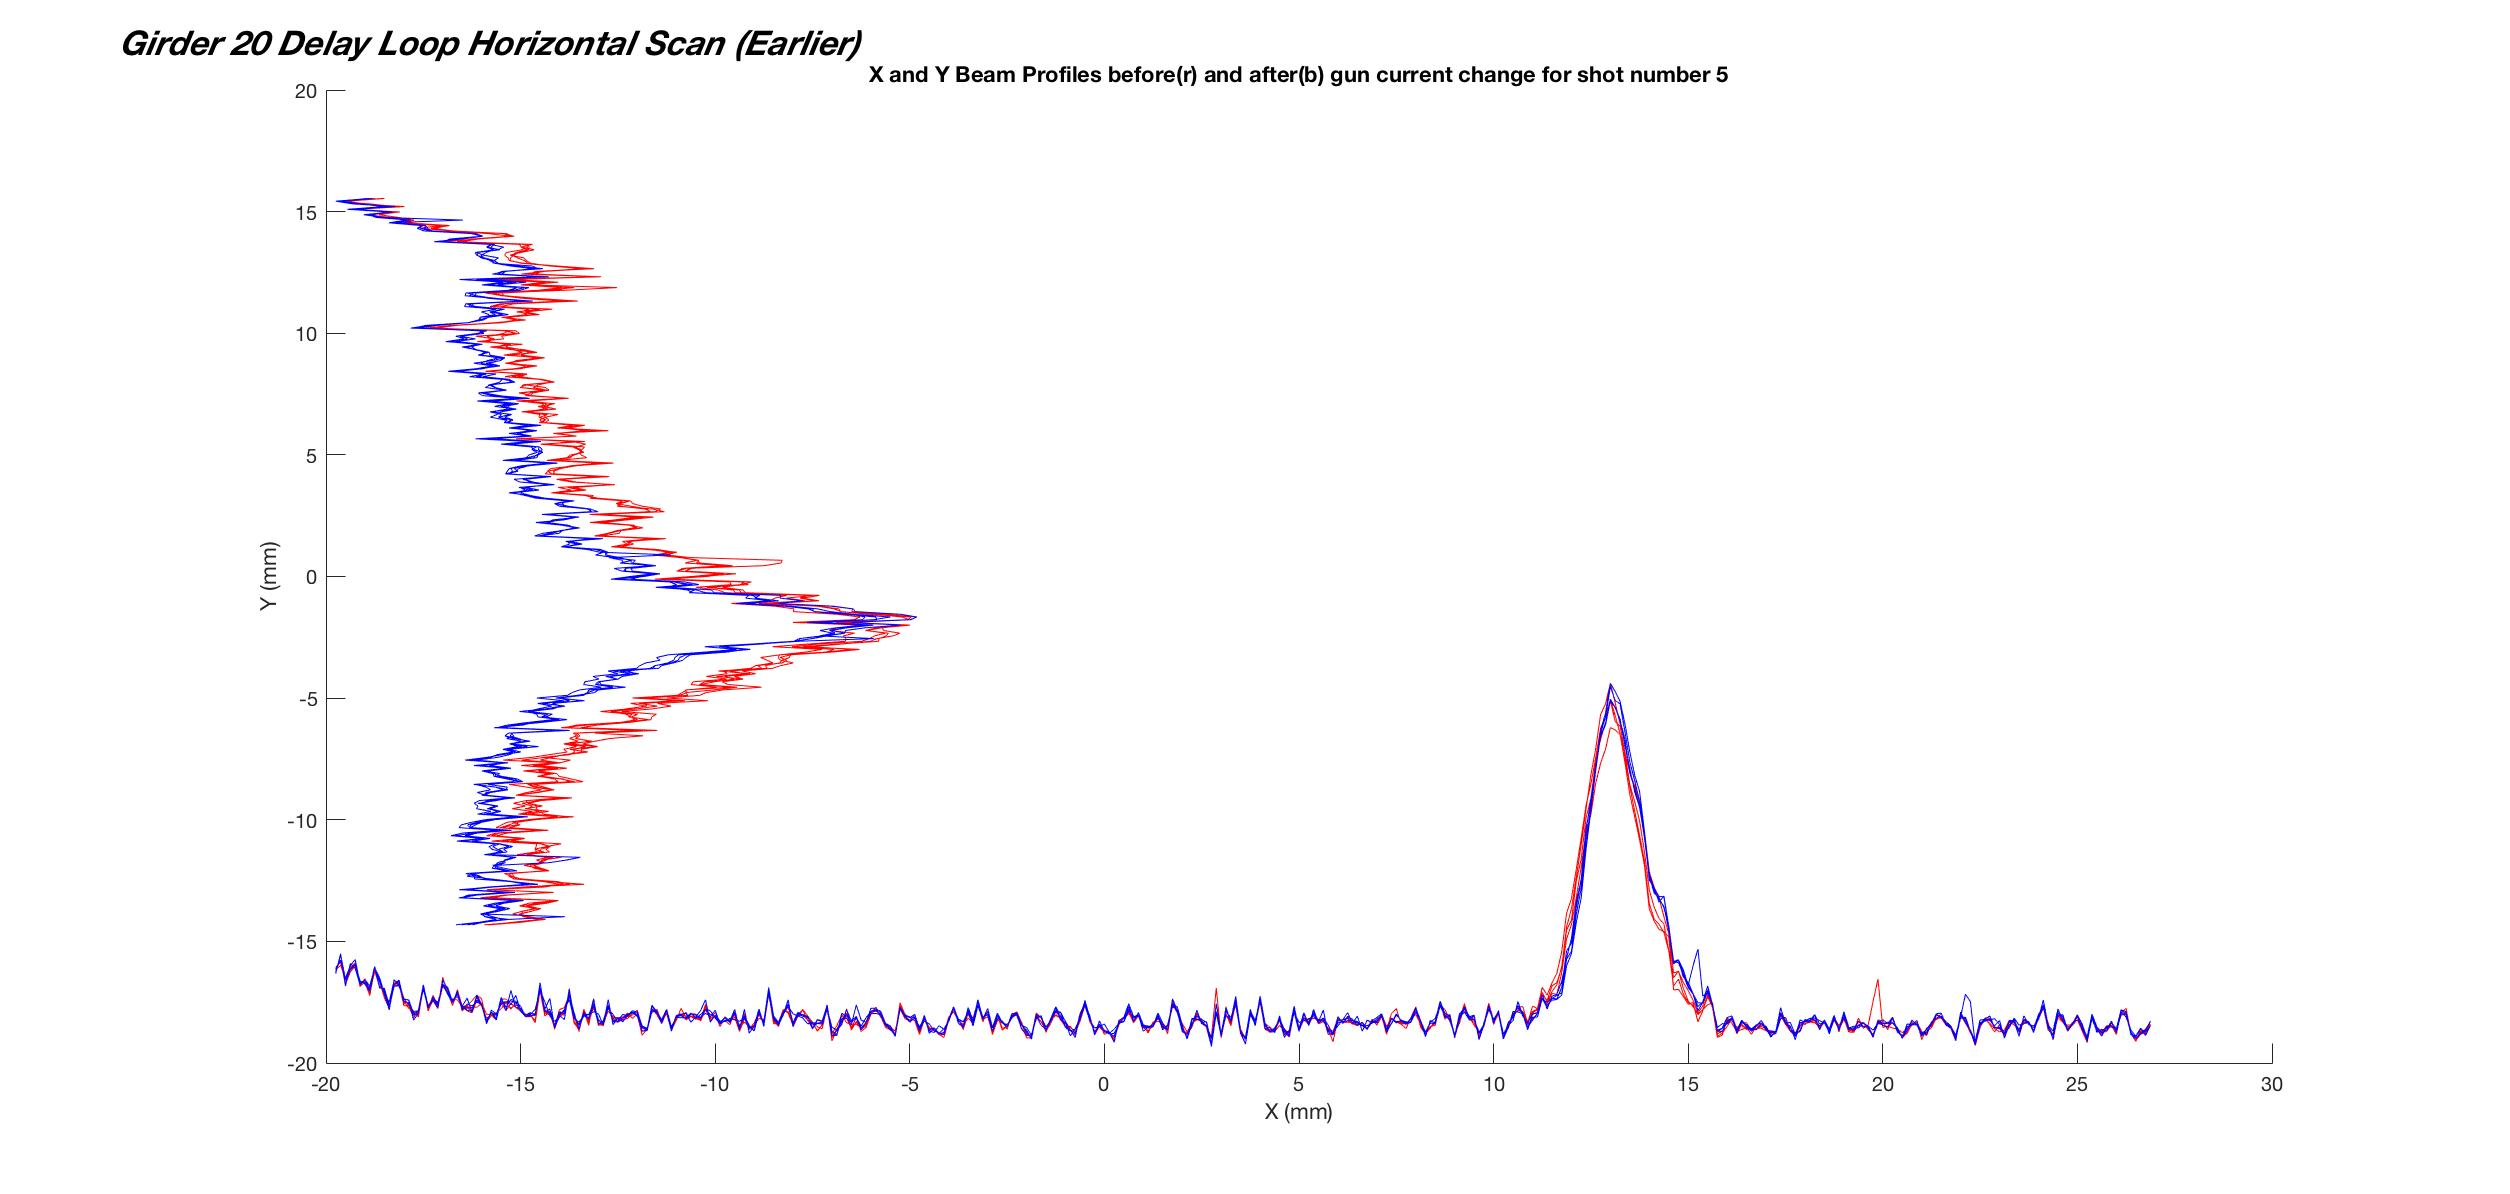 Girder 20 Delay Loop Horizontal Scan (Earlier)
X and Y Beam Profiles before(r) and after(b) gun current change for shot number 5
20
15
10
5
0
-5
-10
-15
-20
Y (mm)
-20 -15 -10 -5 0 5 10 15 20 25 30
X (mm)